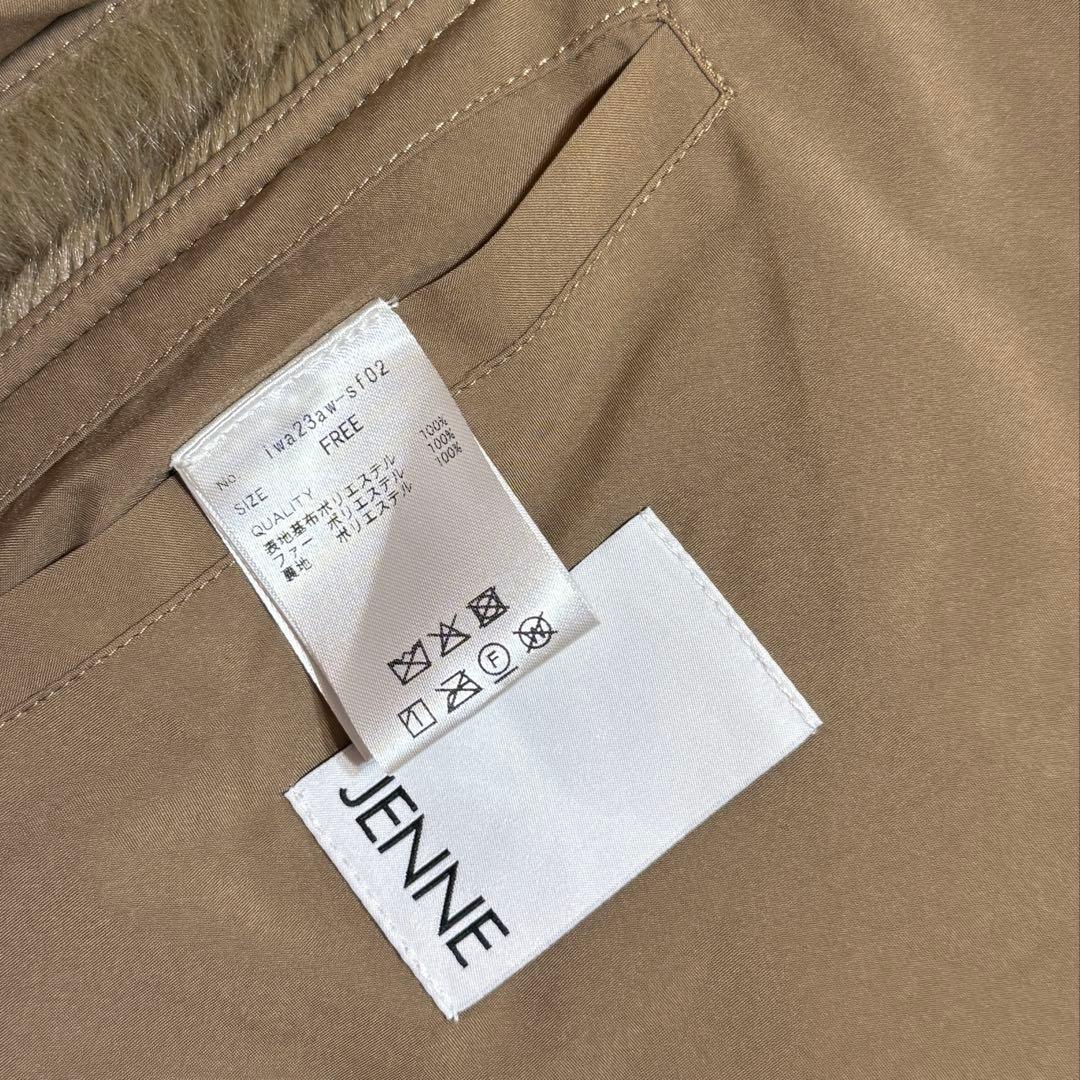 No. iwa23aw-sf02
SIZE FREE
QUALITY
表地基布ポリエステル 100%
ファー ポリエステル 100%
裏地 ポリエステル 100%
F
W
JENNE